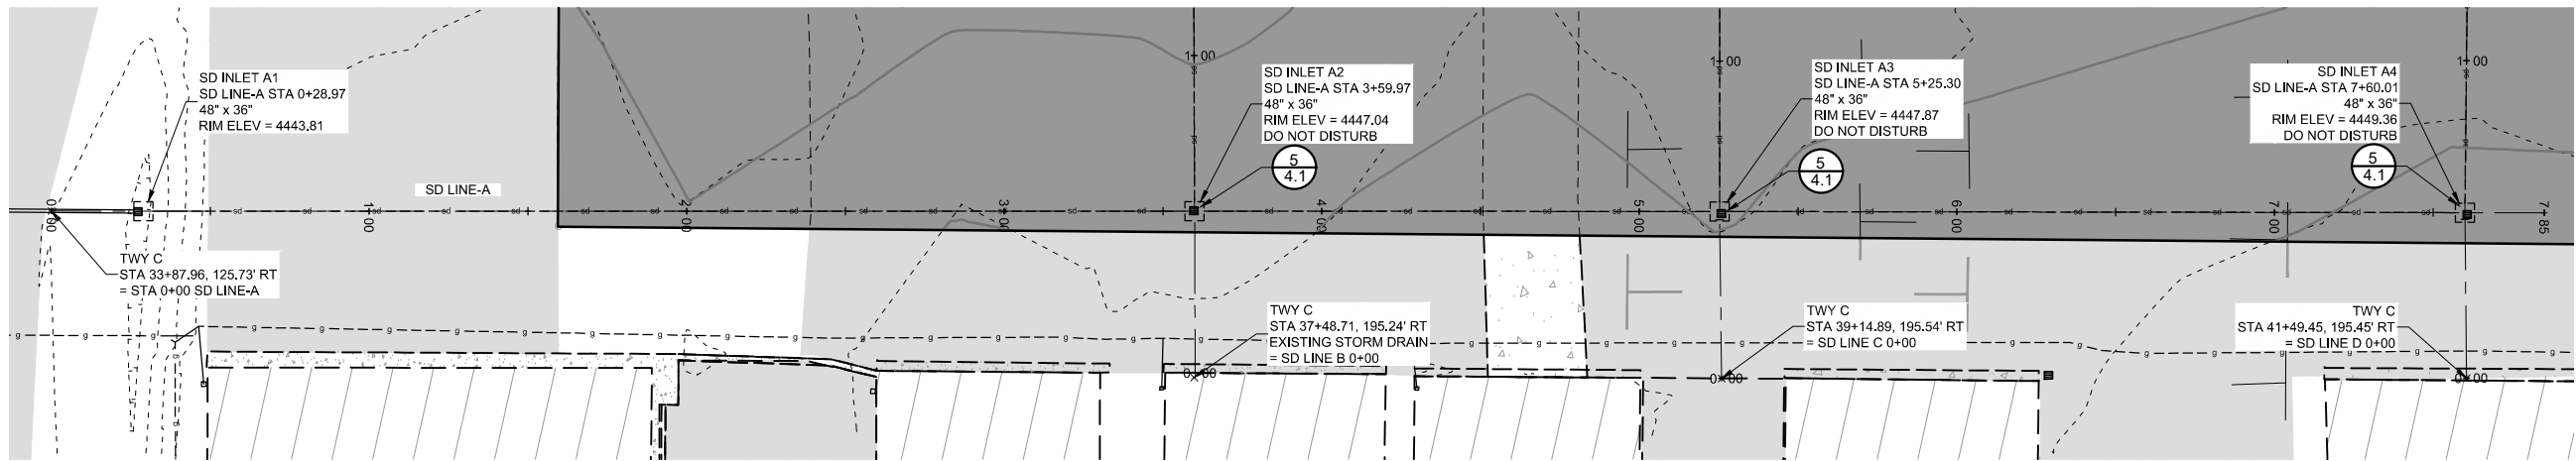 SD INLET A1
SD LINE-A STA 0+28.97
48" x 36"
RIM ELEV = 4443.81
SD LINE-A
TWY C
STA 33+87.96, 125.73' RT
= STA 0+00 SD LINE-A
SD INLET A2
SD LINE-A STA 3+59.97
48" x 36"
RIM ELEV = 4447.04
DO NOT DISTURB
5
4.1
SD INLET A3
SD LINE-A STA 5+25.30
48" x 36"
RIM ELEV = 4447.87
DO NOT DISTURB
5
4.1
SD INLET A4
SD LINE-A STA 7+60.01
48" x 36"
RIM ELEV = 4449.36
DO NOT DISTURB
5
4.1
1+00
1+00
1+00
0+00
1+00
2+00
3+00
4+00
5+00
6+00
7+00
7+85
TWY C
STA 37+48.71, 195.24' RT
EXISTING STORM DRAIN
= SD LINE B 0+00
TWY C
STA 39+14.89, 195.54' RT
= SD LINE C 0+00
TWY C
STA 41+49.45, 195.45' RT
= SD LINE D 0+00
0+00
0+00
0+00